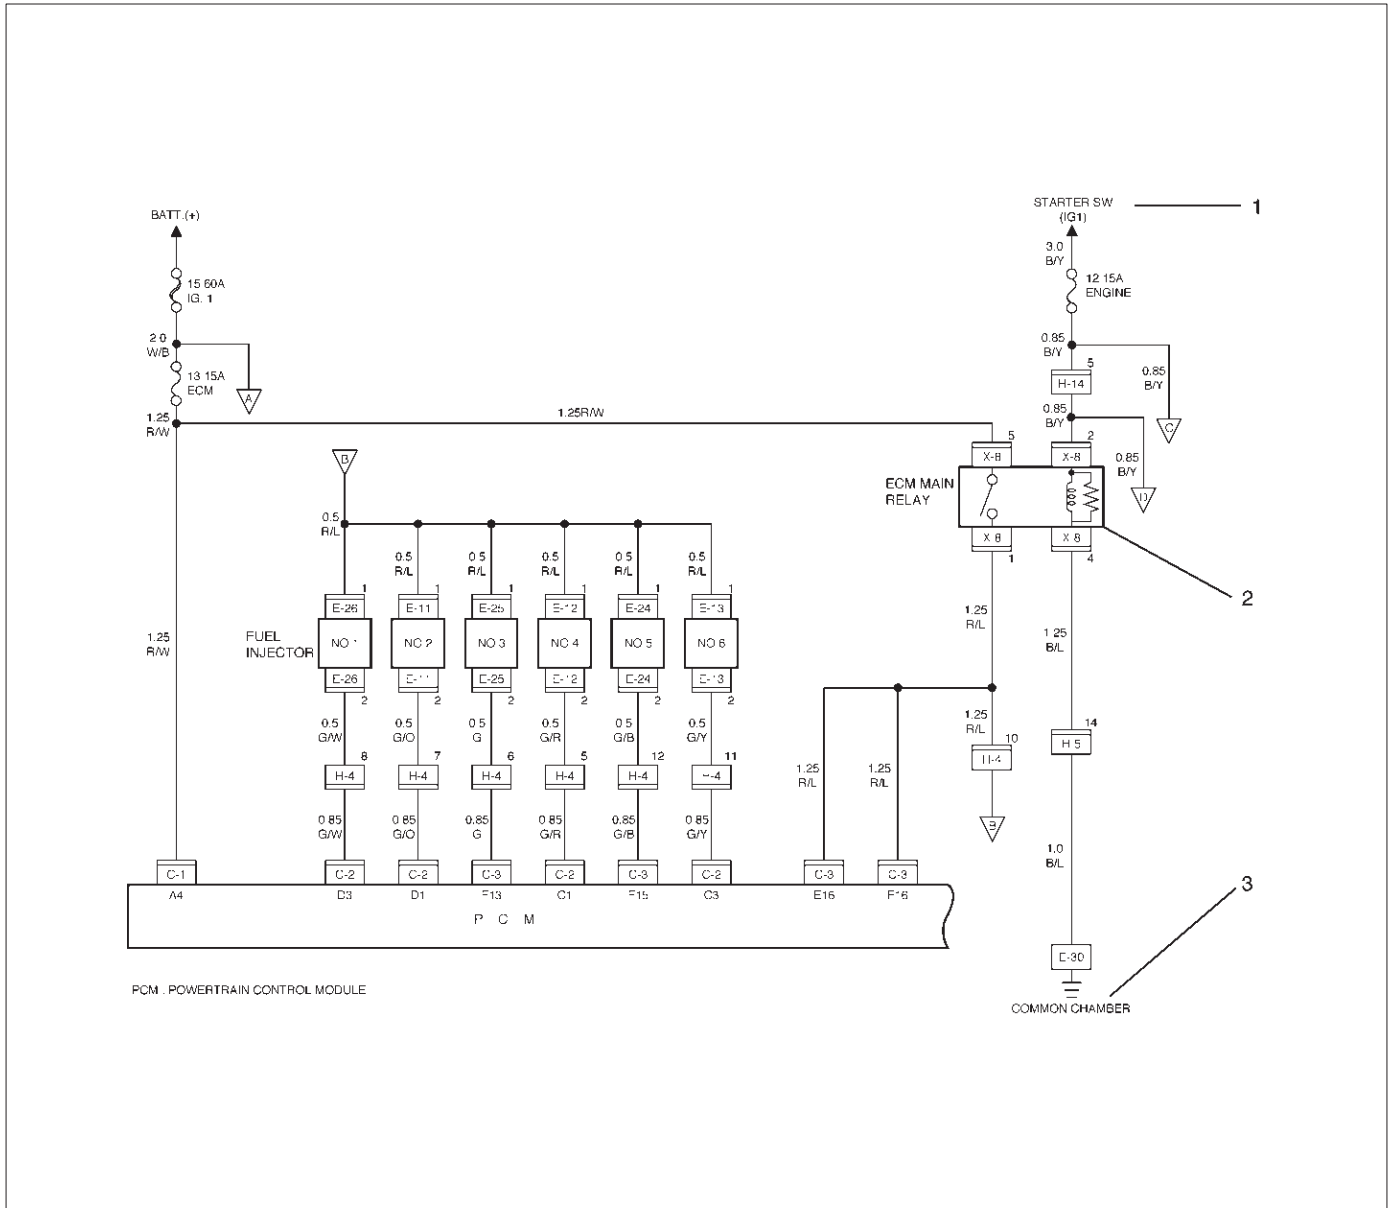 STARTER SW
(IG1)
1
BATT.(+)
3.0
B/Y
15 60A
IG. 1
12 15A
ENGINE
2.0
W/B
0.85
B/Y
5
13 15A
ECM
A
H-14
0.85
B/Y
1.25
R/W
1.25R/W
0.85
B/Y
C
5
2
B
X-8
X-8
0.85
B/Y
ECM MAIN
RELAY
D
0.5
R/L
X-8
X-8
0.5
R/L
0.5
R/L
0.5
R/L
0.5
R/L
0.5
R/L
1
4
1
1
1
1
1
1
2
E-26
E-11
E-25
E-12
E-24
E-13
1.25
R/L
FUEL
INJECTOR
NO 1
NO 2
NO 3
NO 4
NO 5
NO 6
1.25
R/W
1.25
B/L
E-26
E-11
E-25
E-12
E-24
E-13
2
2
2
2
2
2
0.5
G/W
0.5
G/O
0.5
G
0.5
G/R
0.5
G/B
0.5
G/Y
1.25
R/L
14
10
H-5
8
7
6
5
12
11
H-4
H-4
H-4
H-4
H-4
H-4
H-4
1.25
R/L
1.25
R/L
B
0.85
G/W
0.85
G/O
0.85
G
0.85
G/R
0.85
G/B
0.85
G/Y
1.0
B/L
C-1
C-2
C-2
C-3
C-2
C-3
C-2
C-3
C-3
3
A4
D3
D1
C1
C3
P C M
E-30
PCM . POWERTRAIN CONTROL MODULE
COMMON CHAMBER